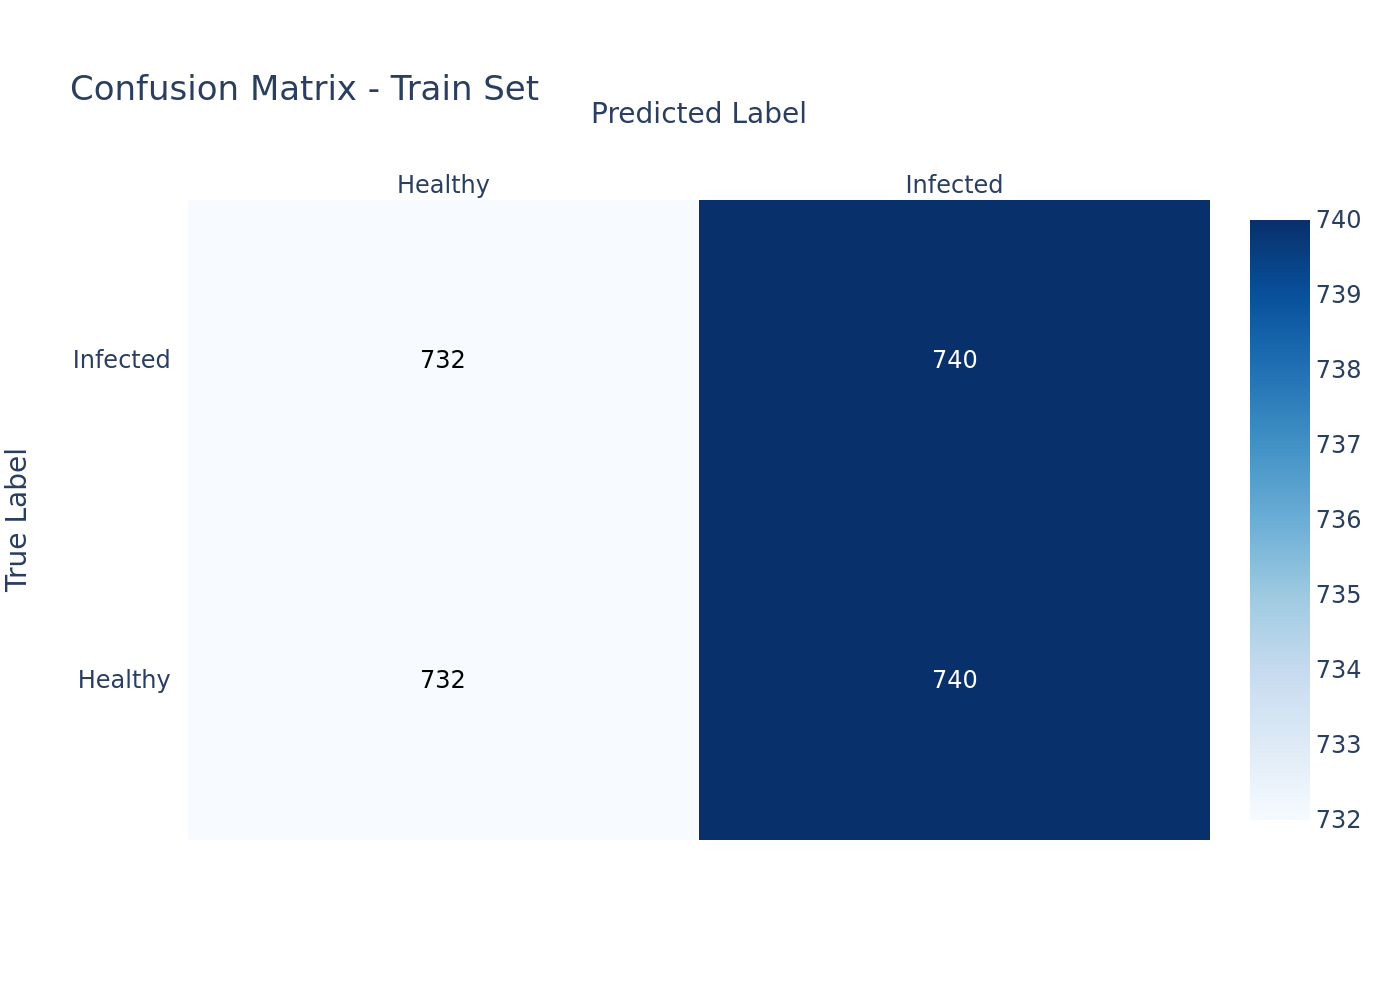 Confusion Matrix - Train Set
Predicted Label
Healthy Infected
740
739
738
737
736
735
734
733
732
True Label
Infected 732 740
Healthy 732 740